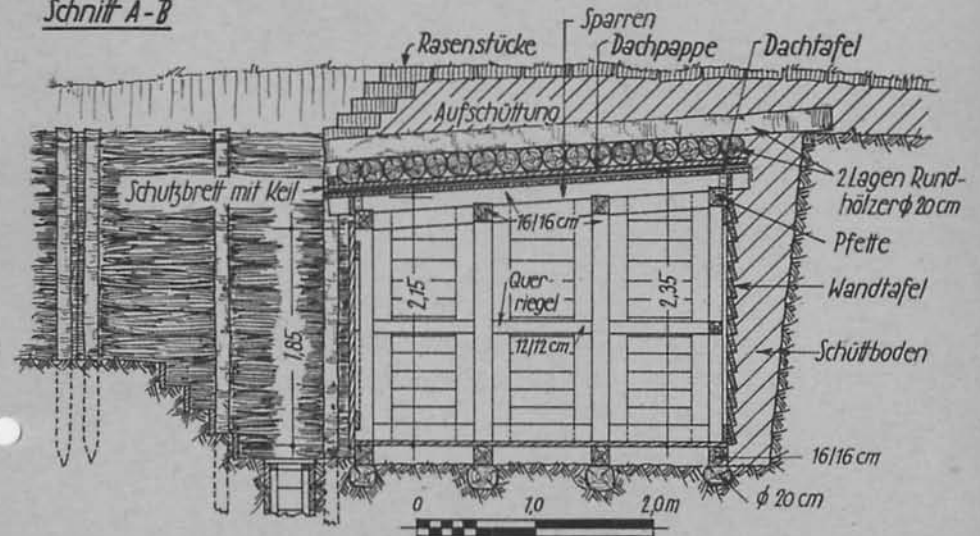 Schnitt A-B
Sparren
Rasenstücke
Dachpappe
Dachtafel
Aufschüttung
Schutzbrett mit Keil
2 Lagen Rund-
hölzer ϕ 20 cm
16/16 cm
Pfette
2,15
Quer-
riegel
2,35
Wandtafel
1,85
12/12 cm
Schüttboden
16/16 cm
ϕ 20 cm
0 1,0 2,0 m